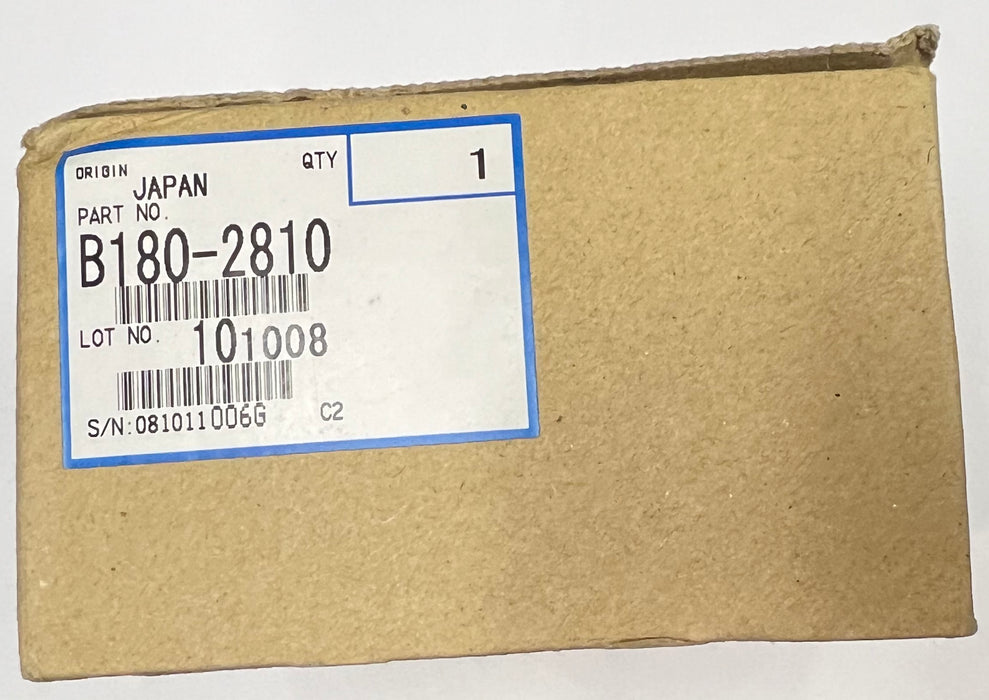 ORIGIN
JAPAN
QTY 1
PART NO.
B180-2810
LOT NO. 101008
S/N:081011006G C2